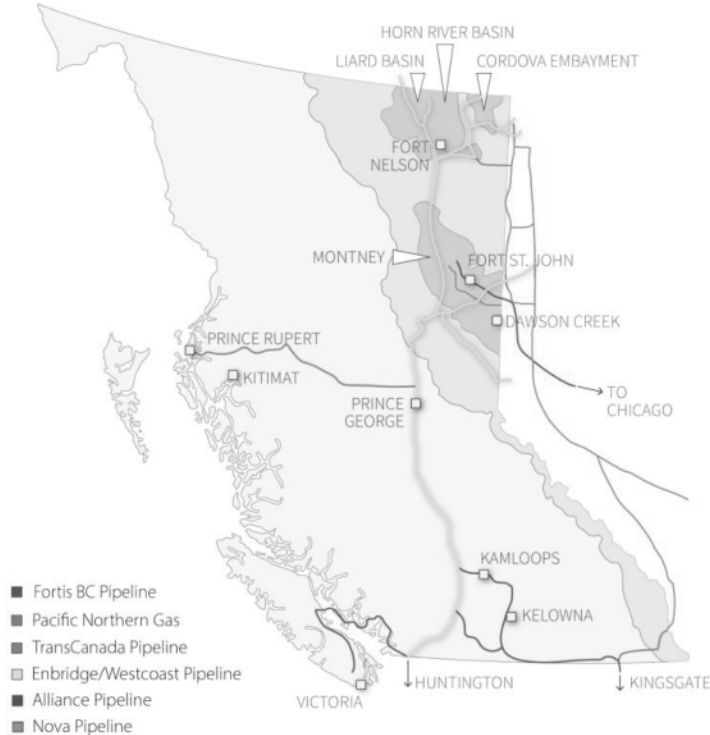 HORN RIVER BASIN
LIARD BASIN
CORDOVA EMBAYMENT
FORT
NELSON
MONTNEY
FORT ST. JOHN
DAWSON CREEK
PRINCE RUPERT
KITIMAT
TO
CHICAGO
PRINCE
GEORGE
KAMLOOPS
KELOWNA
Fortis BC Pipeline
Pacific Northern Gas
TransCanada Pipeline
Enbridge/Westcoast Pipeline
Alliance Pipeline
Nova Pipeline
VICTORIA
HUNTINGTON
KINGSGATE